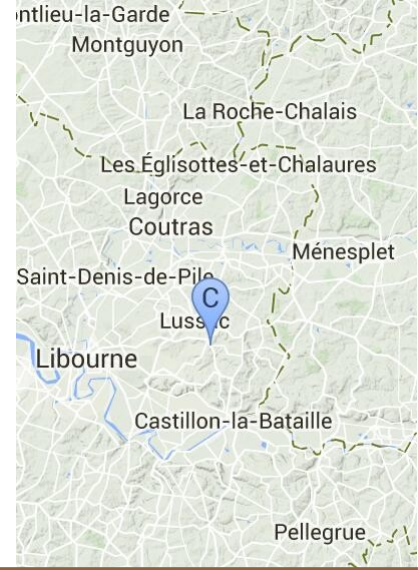 ntlieu-la-Garde
Montguyon
La Roche-Chalais
Les Églisottes-et-Chalaures
Lagorce
Coutras
Ménesplet
Saint-Denis-de-Pile
C
Libourne
Castillon-la-Bataille
Pellegrue